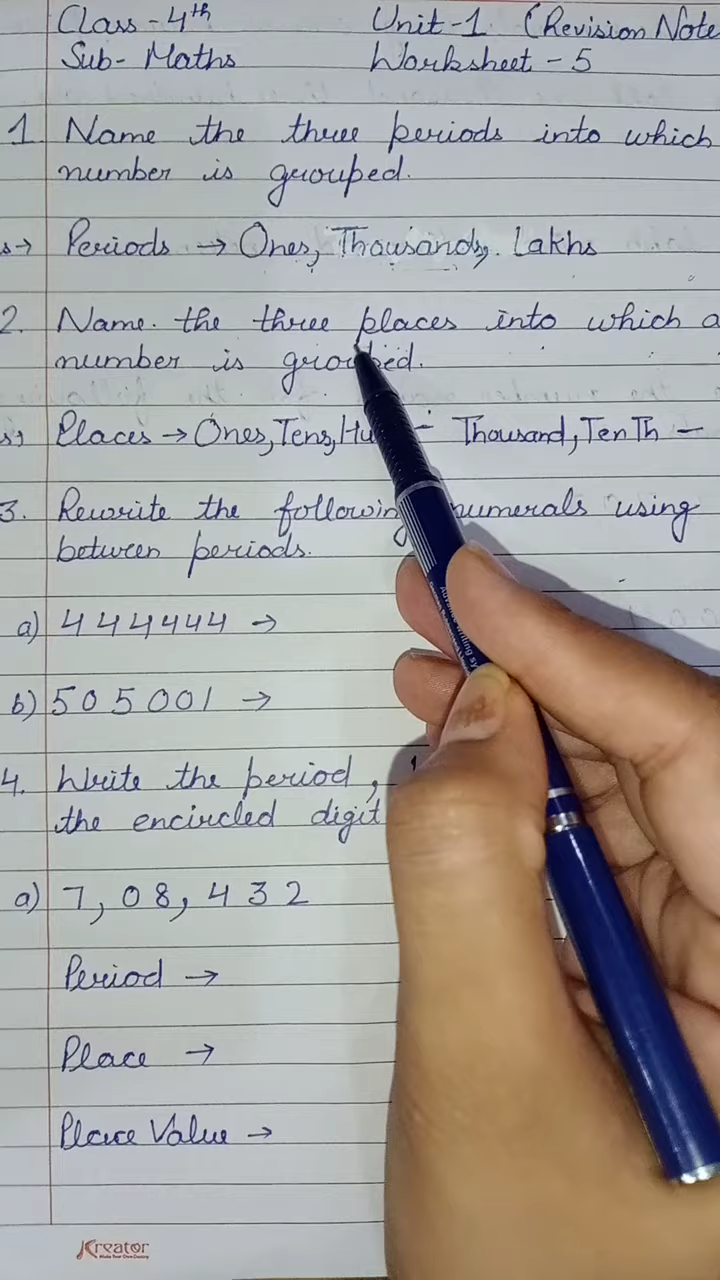 Class - 4th Unit-1 (Revision Note
Sub- Maths Worksheet - 5
1. Name the three periods into which
number is grouped.
s→ Periods → Ones, Thousands, Lakhs
2. Name the three places into which a
number is grouped.
s→ Places → Ones, Tens, Hu - Thousand, Ten Th -
3. Rewrite the following numerals using
between periods.
a) 444444 →
b) 505001 →
4. Write the period,
the encircled digit
a) 7,08,432
Period →
Place →
Place Value →
Kreator